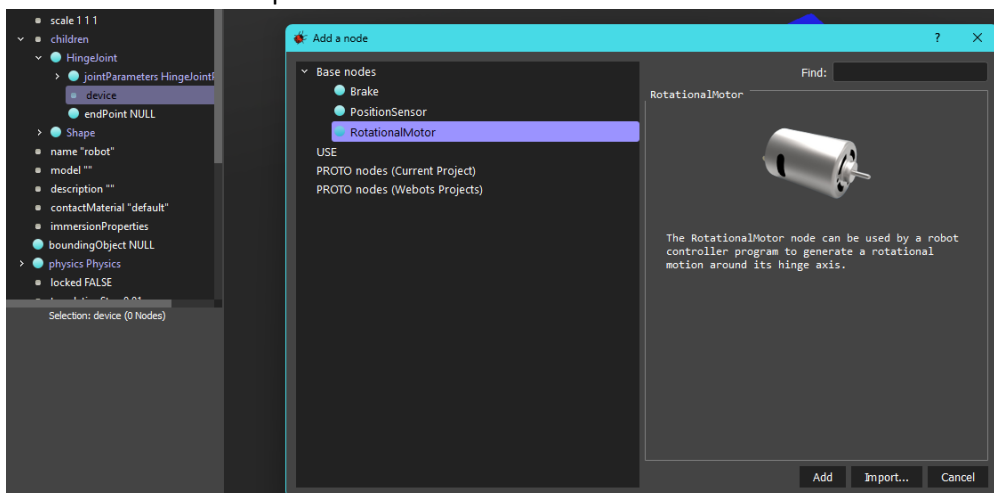 scale 1 1 1
children
HingeJoint
jointParameters HingeJointP
device
endPoint NULL
Shape
name "robot"
model ""
description ""
contactMaterial "default"
immersionProperties
boundingObject NULL
physics Physics
locked FALSE
Selection: device (0 Nodes)
Add a node
?
Base nodes
Brake
PositionSensor
RotationalMotor
USE
PROTO nodes (Current Project)
PROTO nodes (Webots Projects)
Find:
RotationalMotor
The RotationalMotor node can be used by a robot
controller program to generate a rotational
motion around its hinge axis.
Add
Import...
Cancel